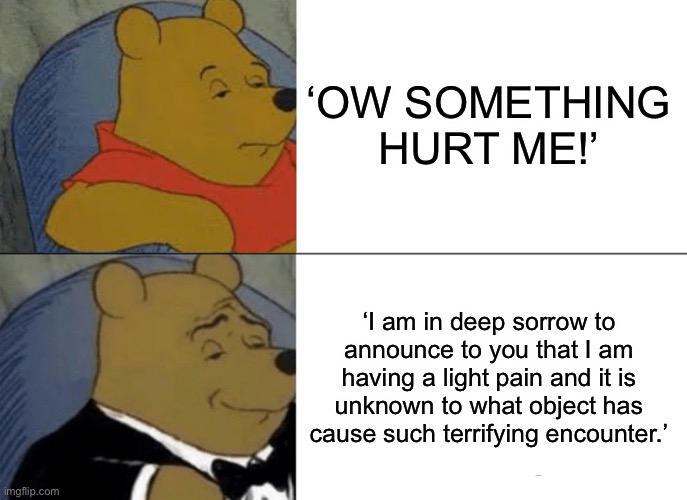 ‘OW SOMETHING
HURT ME!’
‘I am in deep sorrow to
announce to you that I am
having a light pain and it is
unknown to what object has
cause such terrifying encounter.’
imgflip.com